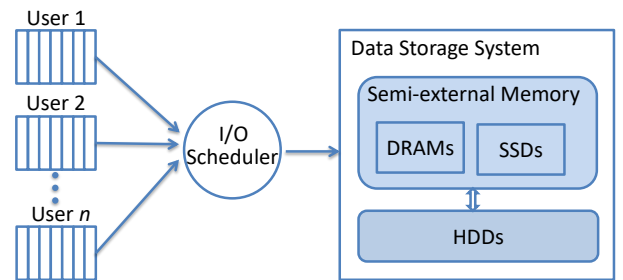 User 1
User 2
User n
I/O
Scheduler
Data Storage System
Semi-external Memory
DRAMs
SSDs
HDDs